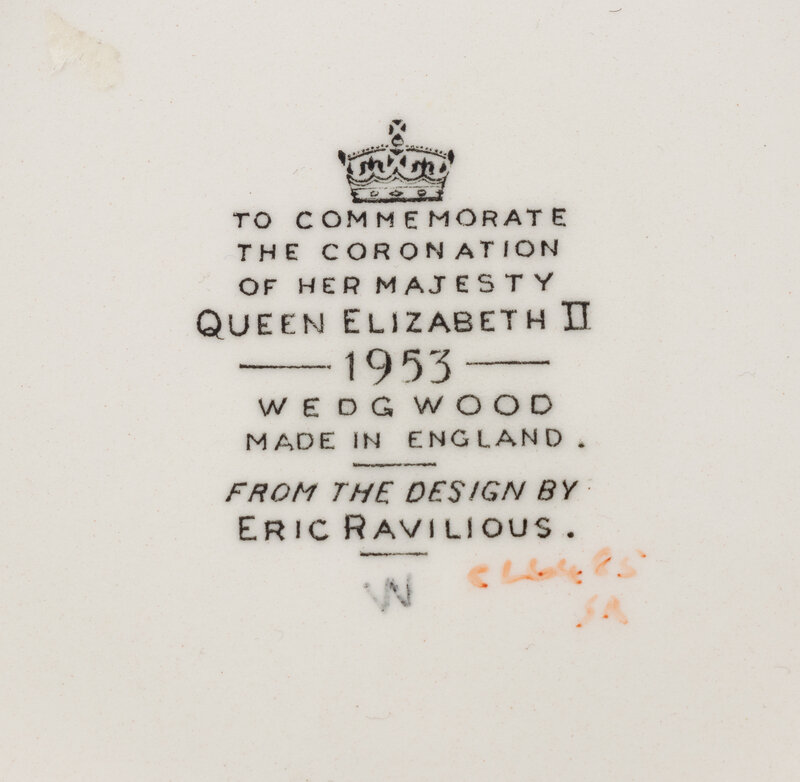 TO COMMEMORATE
THE CORONATION
OF HER MAJESTY
QUEEN ELIZABETH II
1953
WEDGWOOD
MADE IN ENGLAND.
FROM THE DESIGN BY
ERIC RAVILIOUS.
W